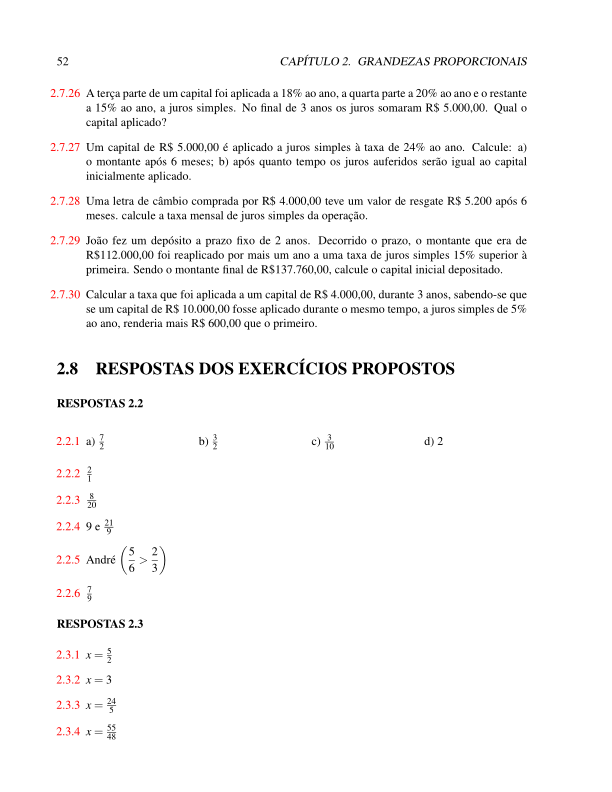 52 CAPÍTULO 2. GRANDEZAS PROPORCIONAIS
2.7.26 A terça parte de um capital foi aplicada a 18% ao ano, a quarta parte a 20% ao ano e o restante
a 15% ao ano, a juros simples. No final de 3 anos os juros somaram R$ 5.000,00. Qual o
capital aplicado?
2.7.27 Um capital de R$ 5.000,00 é aplicado a juros simples à taxa de 24% ao ano. Calcule: a)
o montante após 6 meses; b) após quanto tempo os juros auferidos serão igual ao capital
inicialmente aplicado.
2.7.28 Uma letra de câmbio comprada por R$ 4.000,00 teve um valor de resgate R$ 5.200 após 6
meses. calcule a taxa mensal de juros simples da operação.
2.7.29 João fez um depósito a prazo fixo de 2 anos. Decorrido o prazo, o montante que era de
R$112.000,00 foi reaplicado por mais um ano a uma taxa de juros simples 15% superior à
primeira. Sendo o montante final de R$137.760,00, calcule o capital inicial depositado.
2.7.30 Calcular a taxa que foi aplicada a um capital de R$ 4.000,00, durante 3 anos, sabendo-se que
se um capital de R$ 10.000,00 fosse aplicado durante o mesmo tempo, a juros simples de 5%
ao ano, renderia mais R$ 600,00 que o primeiro.
2.8 RESPOSTAS DOS EXERCÍCIOS PROPOSTOS
RESPOSTAS 2.2
2.2.1 a) 7/2 b) 3/2 c) 3/10 d) 2
2.2.2 2/1
2.2.3 8/20
2.2.4 9 e 21/9
2.2.5 André (5/6 > 2/3)
2.2.6 7/9
RESPOSTAS 2.3
2.3.1 x = 5/2
2.3.2 x = 3
2.3.3 x = 24/5
2.3.4 x = 55/48